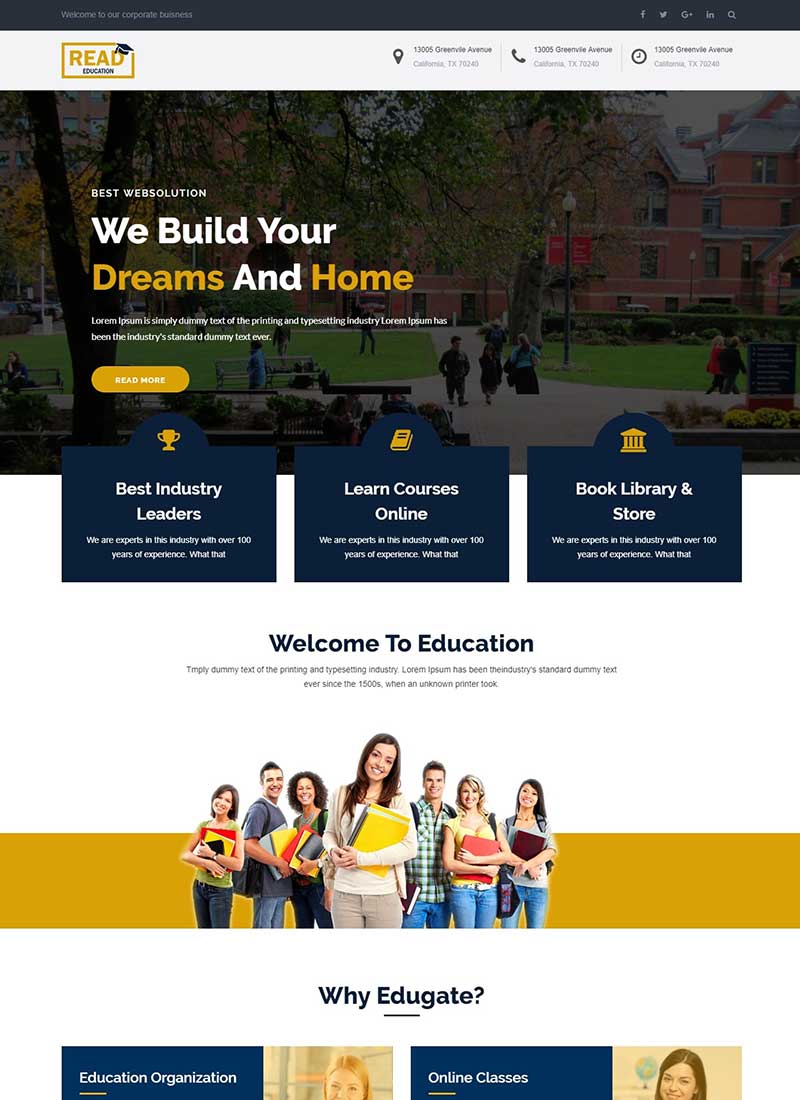 Welcome to our corporate buisness
READ
EDUCATION
13005 Greenvile Avenue
California, TX 70240
13005 Greenvile Avenue
California, TX 70240
13005 Greenvile Avenue
California, TX 70240
BEST WEBSOLUTION
We Build Your
Dreams And Home
Lorem Ipsum is simply dummy text of the printing and typesetting industry Lorem Ipsum has
been the industry's standard dummy text ever.
READ MORE
Best Industry
Leaders
We are experts in this industry with over 100
years of experience. What that
Learn Courses
Online
We are experts in this industry with over 100
years of experience. What that
Book Library &
Store
We are experts in this industry with over 100
years of experience. What that
Welcome To Education
Tmply dummy text of the printing and typesetting industry. Lorem Ipsum has been theindustry's standard dummy text
ever since the 1500s, when an unknown printer took.
Why Edugate?
Education Organization
Online Classes